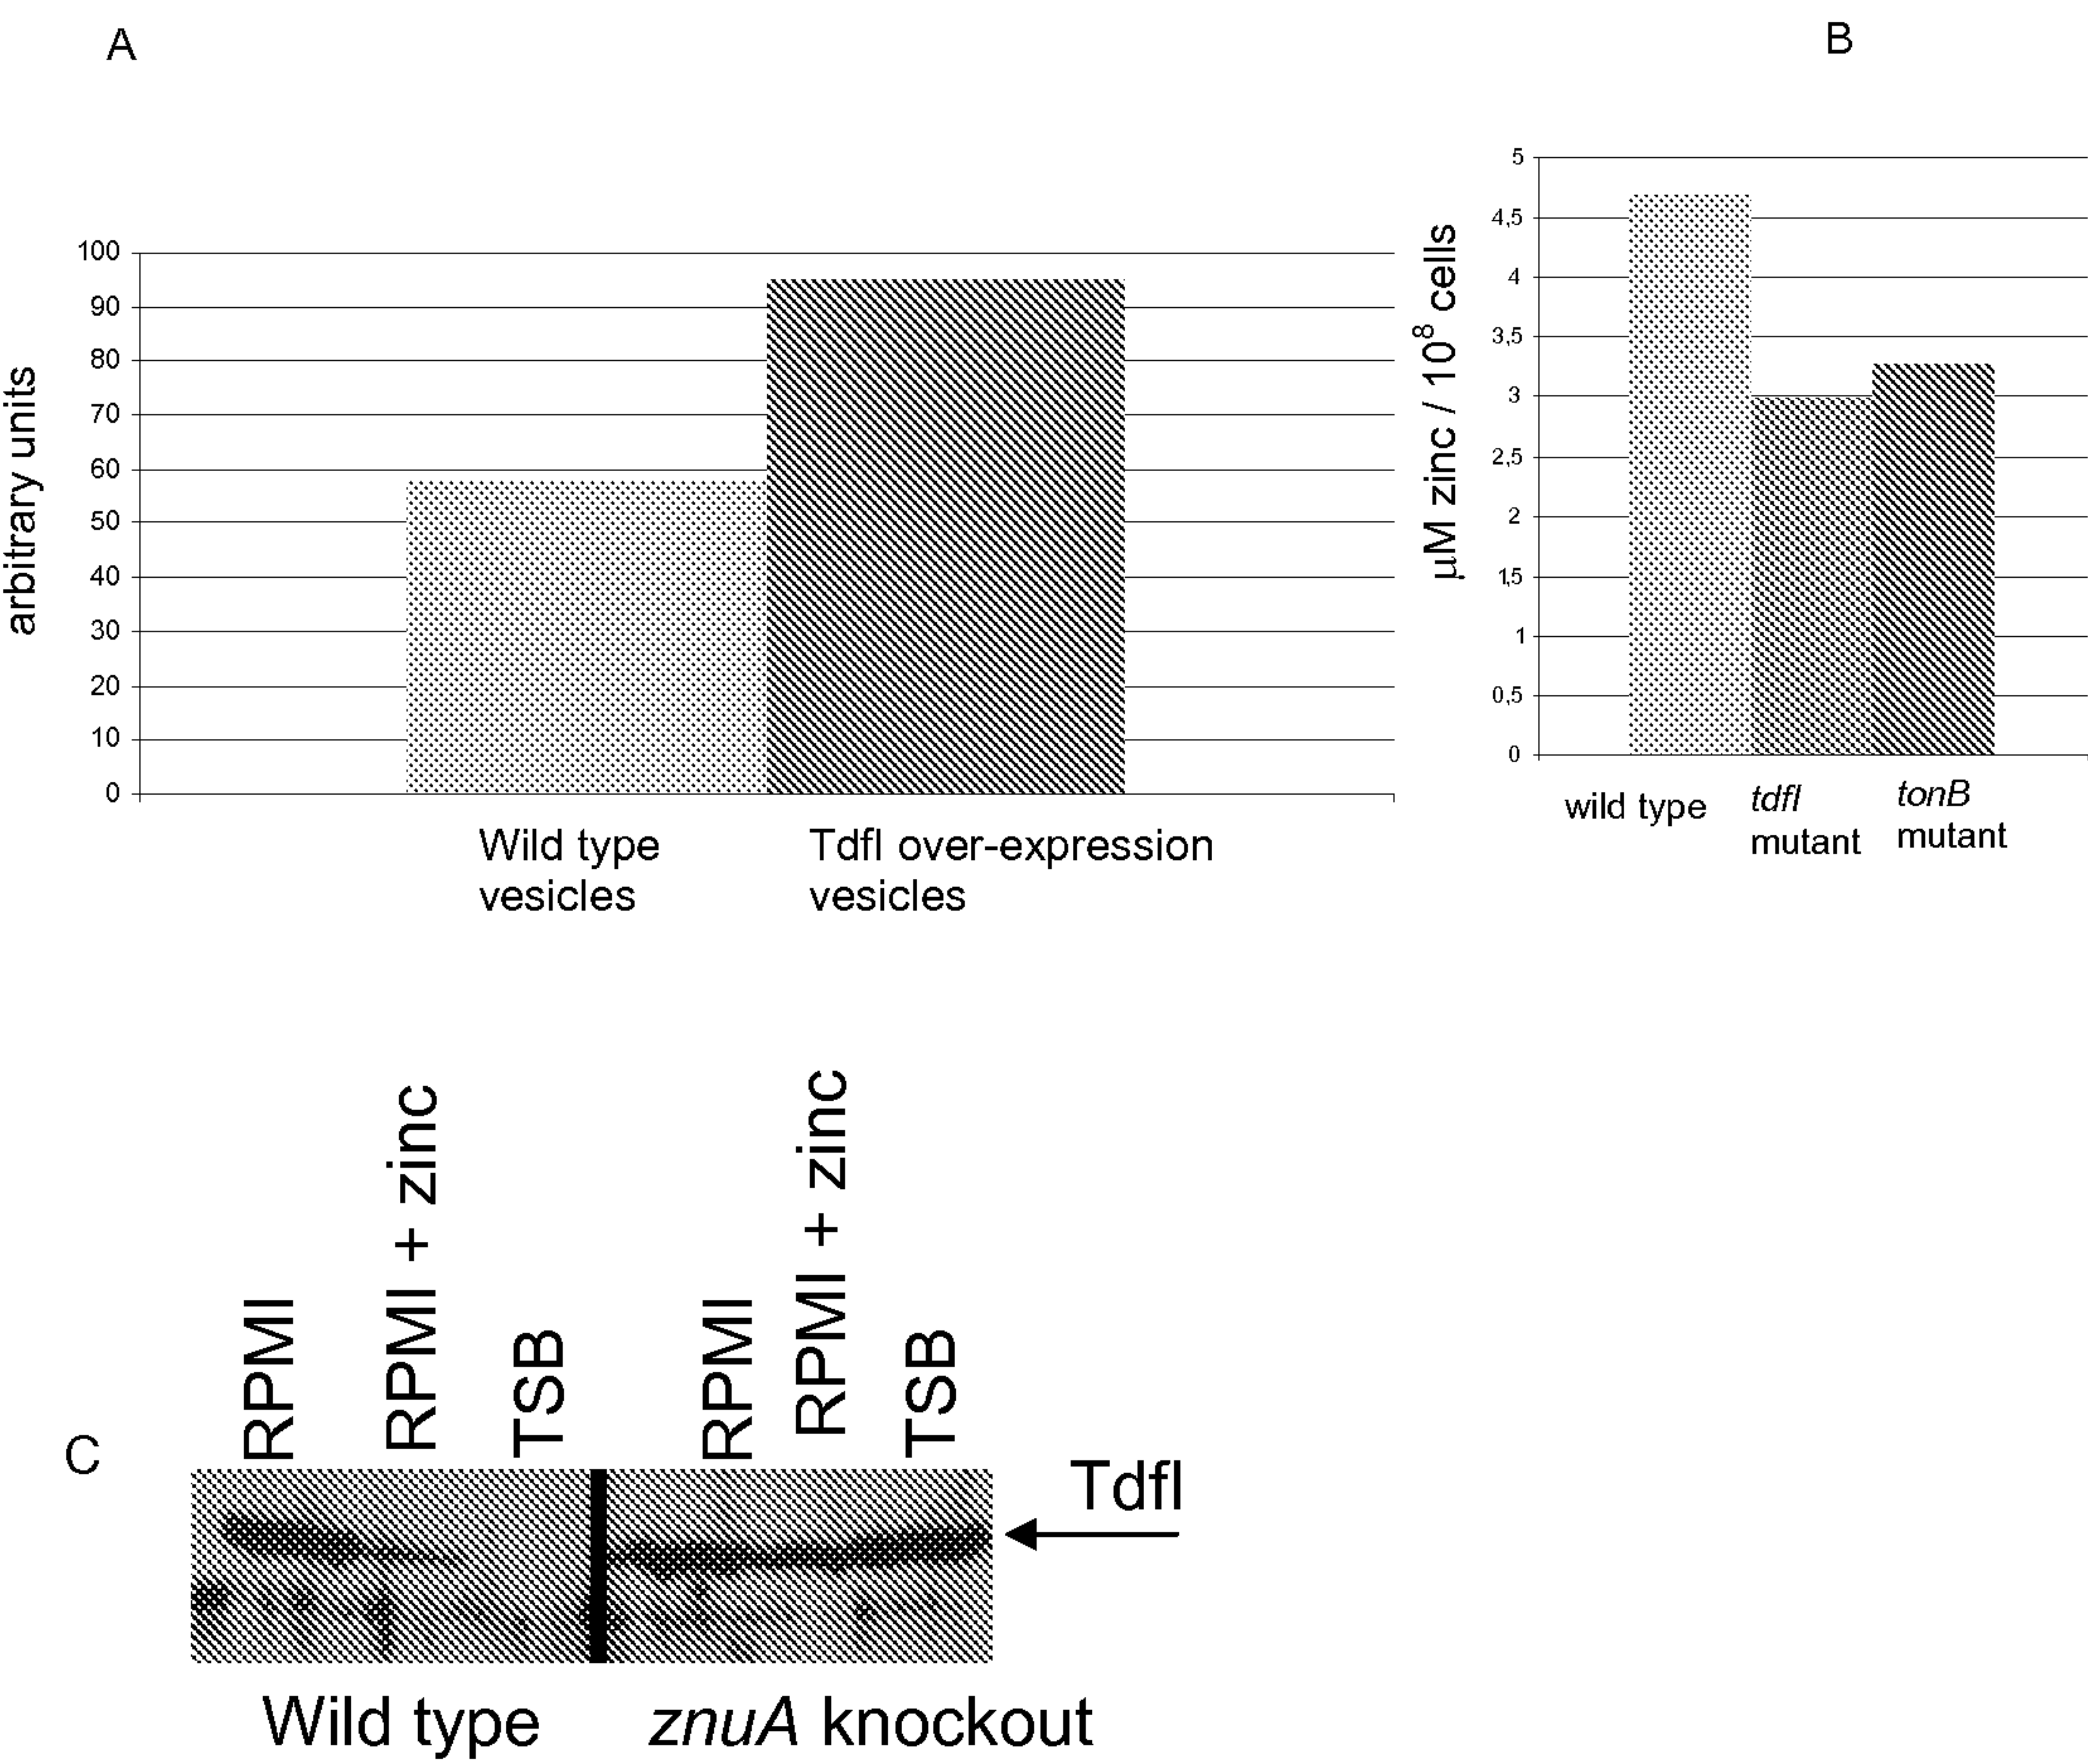 A
arbitrary units
100
90
80
70
60
50
40
30
20
10
0
Wild type
vesicles
TdfI over-expression
vesicles
B
µM zinc / 10⁸ cells
5
4,5
4
3,5
3
2,5
2
1,5
1
0,5
0
wild type
tdfI
mutant
tonB
mutant
C
RPMI
RPMI + zinc
TSB
RPMI
RPMI + zinc
TSB
TdfI
Wild type
znuA knockout